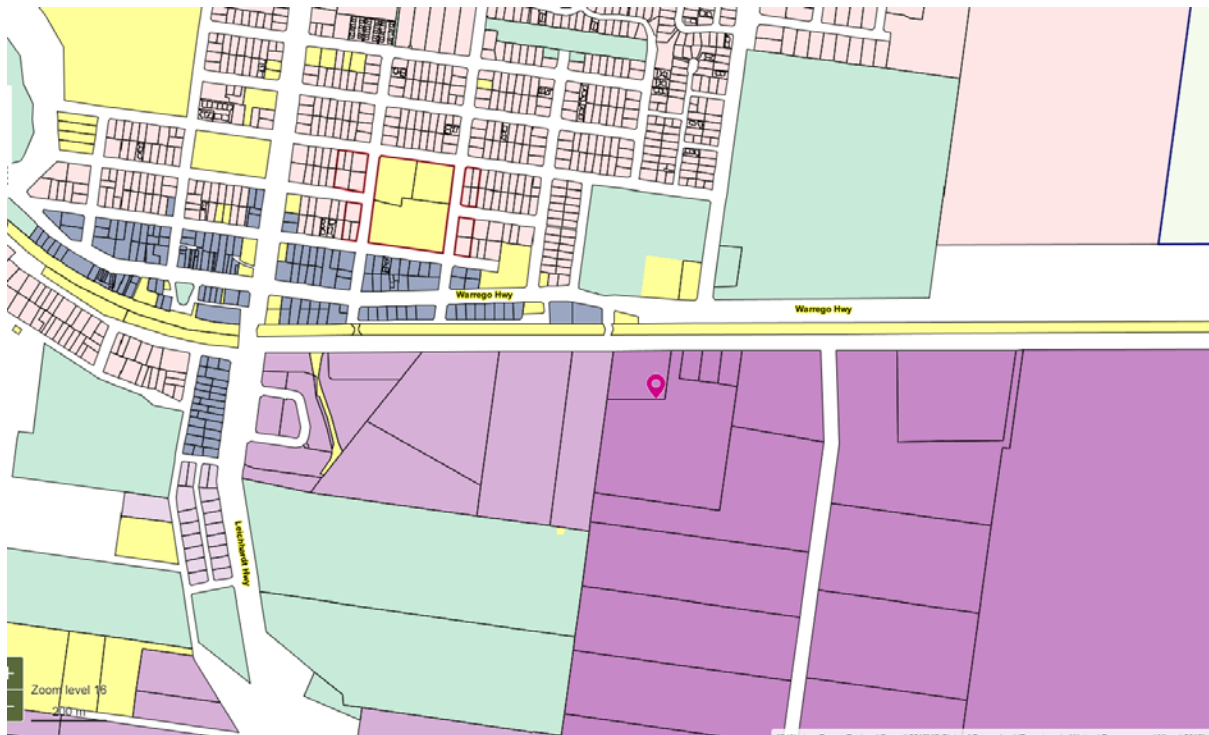 Warrego Hwy
Warrego Hwy
Leichhardt Hwy
+
Zoom level 16
−
200 m